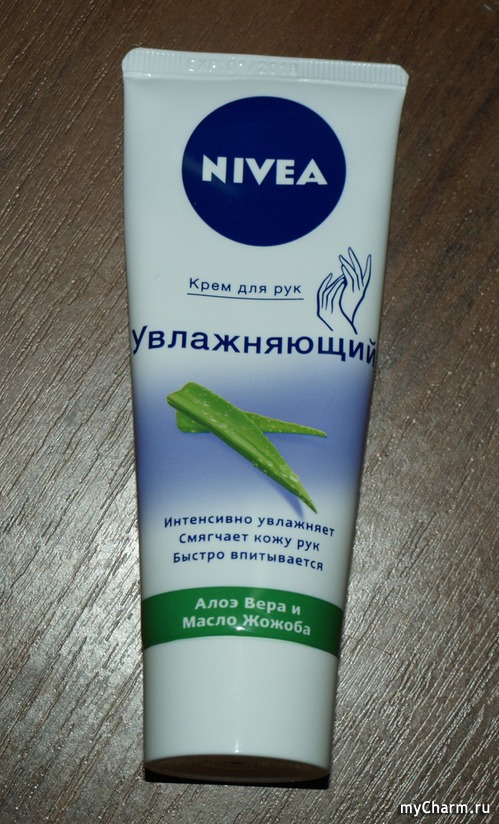 NIVEA
Крем для рук
Увлажняющий
Интенсивно увлажняет
Смягчает кожу рук
Быстро впитывается
Алоэ Вера и
Масло Жожоба
myCharm.ru